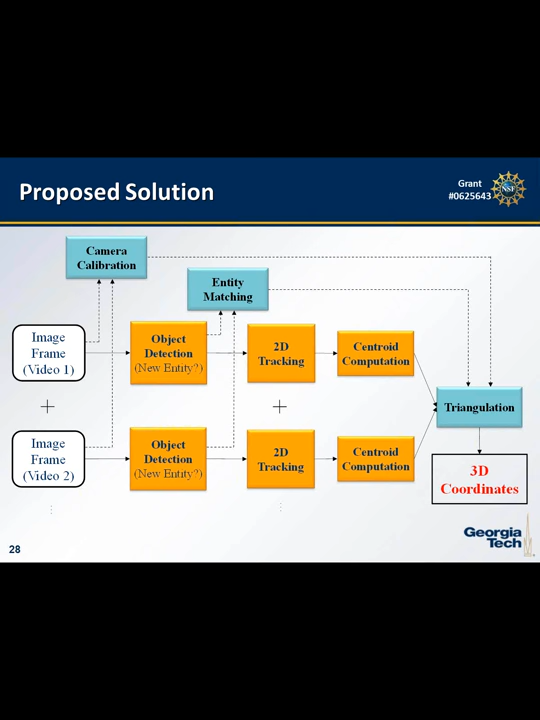 Proposed Solution
Grant
#0625643
NSF
Camera
Calibration
Entity
Matching
Image
Frame
(Video 1)
Object
Detection
(New Entity?)
2D
Tracking
Centroid
Computation
+
+
Triangulation
Image
Frame
(Video 2)
Object
Detection
(New Entity?)
2D
Tracking
Centroid
Computation
3D
Coordinates
28
Georgia
Tech